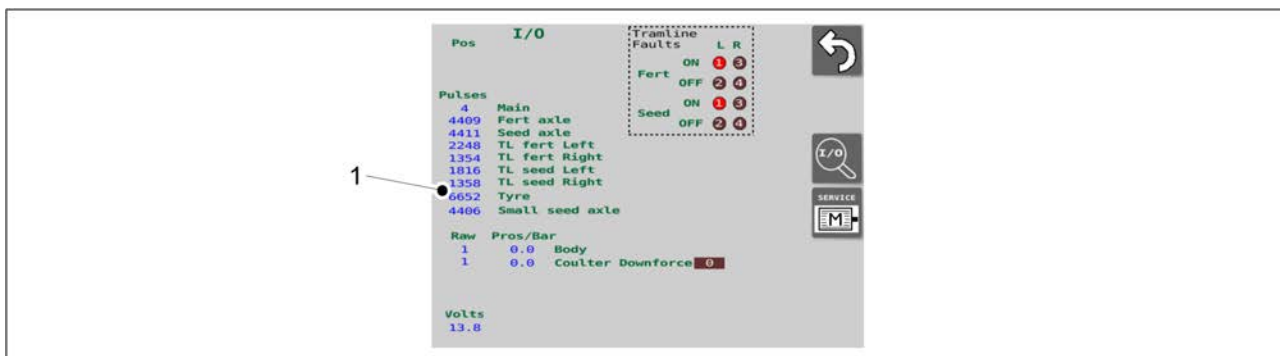 I/O
Pos
Tramline
Faults L R
ON 1 3
Fert
OFF 2 4
ON 1 3
Seed
OFF 2 4
Pulses
4 Main
4409 Fert axle
4411 Seed axle
2248 TL fert Left
1354 TL fert Right
1816 TL seed Left
1358 TL seed Right
6652 Tyre
4406 Small seed axle
1
Raw Pros/Bar
1 0.0 Body
1 0.0 Coulter Downforce 0
Volts
13.8
I/O
SERVICE
M